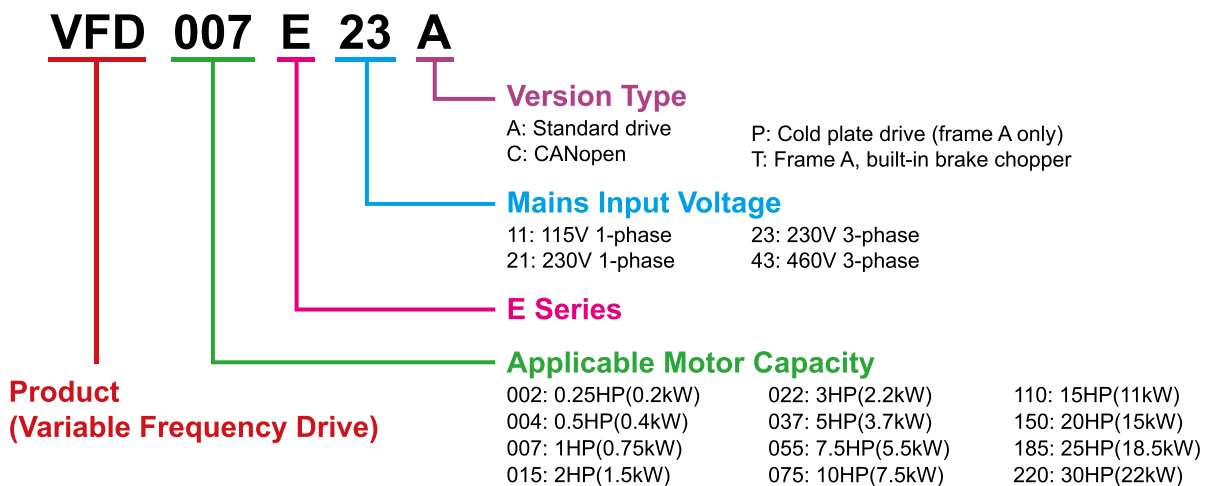 VFD 007 E 23 A
Version Type
A: Standard drive
C: CANopen
P: Cold plate drive (frame A only)
T: Frame A, built-in brake chopper
Mains Input Voltage
11: 115V 1-phase
21: 230V 1-phase
23: 230V 3-phase
43: 460V 3-phase
E Series
Applicable Motor Capacity
002: 0.25HP(0.2kW)
004: 0.5HP(0.4kW)
007: 1HP(0.75kW)
015: 2HP(1.5kW)
022: 3HP(2.2kW)
037: 5HP(3.7kW)
055: 7.5HP(5.5kW)
075: 10HP(7.5kW)
110: 15HP(11kW)
150: 20HP(15kW)
185: 25HP(18.5kW)
220: 30HP(22kW)
Product
(Variable Frequency Drive)